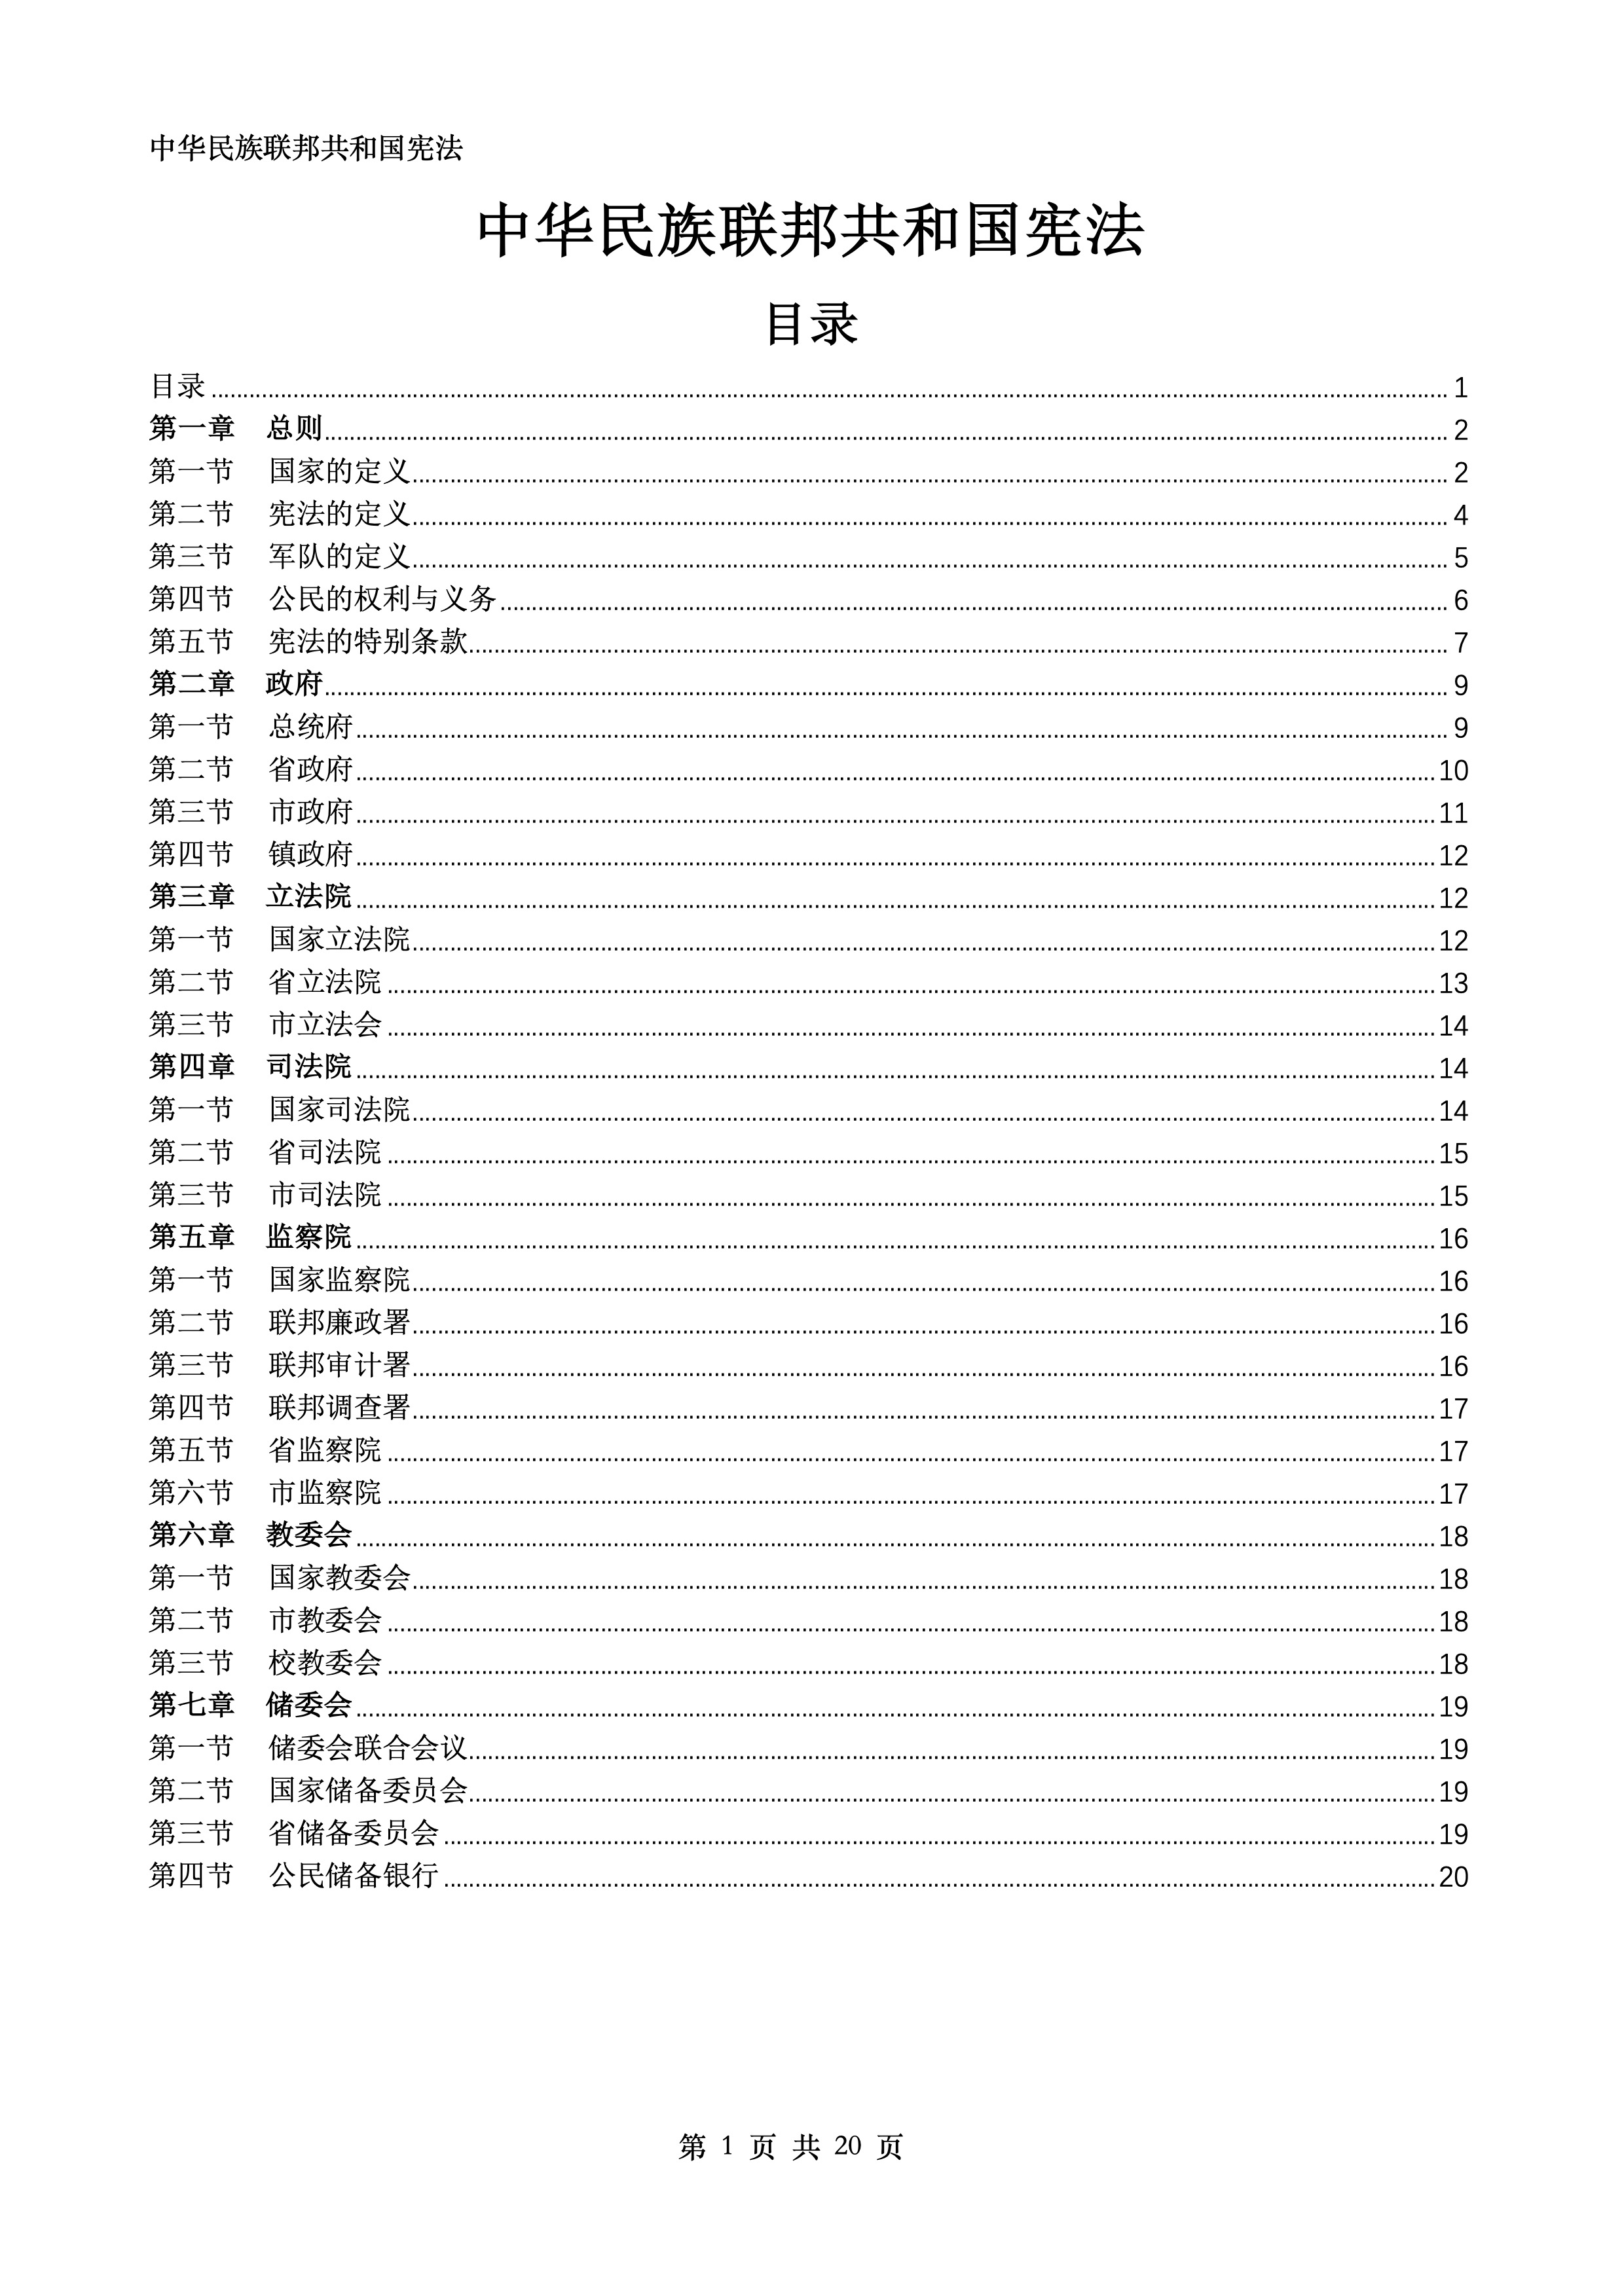 中华民族联邦共和国宪法
中华民族联邦共和国宪法
目录
目录 1
第一章 总则 2
第一节 国家的定义 2
第二节 宪法的定义 4
第三节 军队的定义 5
第四节 公民的权利与义务 6
第五节 宪法的特别条款 7
第二章 政府 9
第一节 总统府 9
第二节 省政府 10
第三节 市政府 11
第四节 镇政府 12
第三章 立法院 12
第一节 国家立法院 12
第二节 省立法院 13
第三节 市立法会 14
第四章 司法院 14
第一节 国家司法院 14
第二节 省司法院 15
第三节 市司法院 15
第五章 监察院 16
第一节 国家监察院 16
第二节 联邦廉政署 16
第三节 联邦审计署 16
第四节 联邦调查署 17
第五节 省监察院 17
第六节 市监察院 17
第六章 教委会 18
第一节 国家教委会 18
第二节 市教委会 18
第三节 校教委会 18
第七章 储委会 19
第一节 储委会联合会议 19
第二节 国家储备委员会 19
第三节 省储备委员会 19
第四节 公民储备银行 20
第 1 页 共 20 页